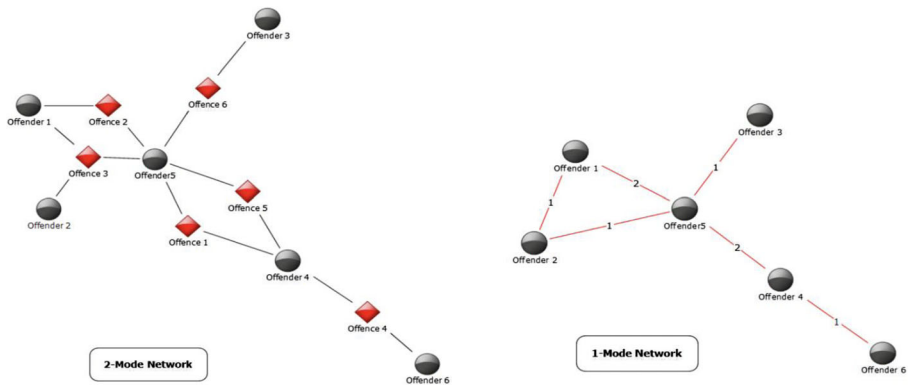 Offender 3
Offence 6
Offender 1
Offence 2
Offence 3
Offender5
Offender 2
Offence 5
Offence 1
Offender 4
Offence 4
Offender 6
2-Mode Network
Offender 3
Offender 1
1
2
1
Offender5
1
Offender 2
2
Offender 4
1
Offender 6
1-Mode Network